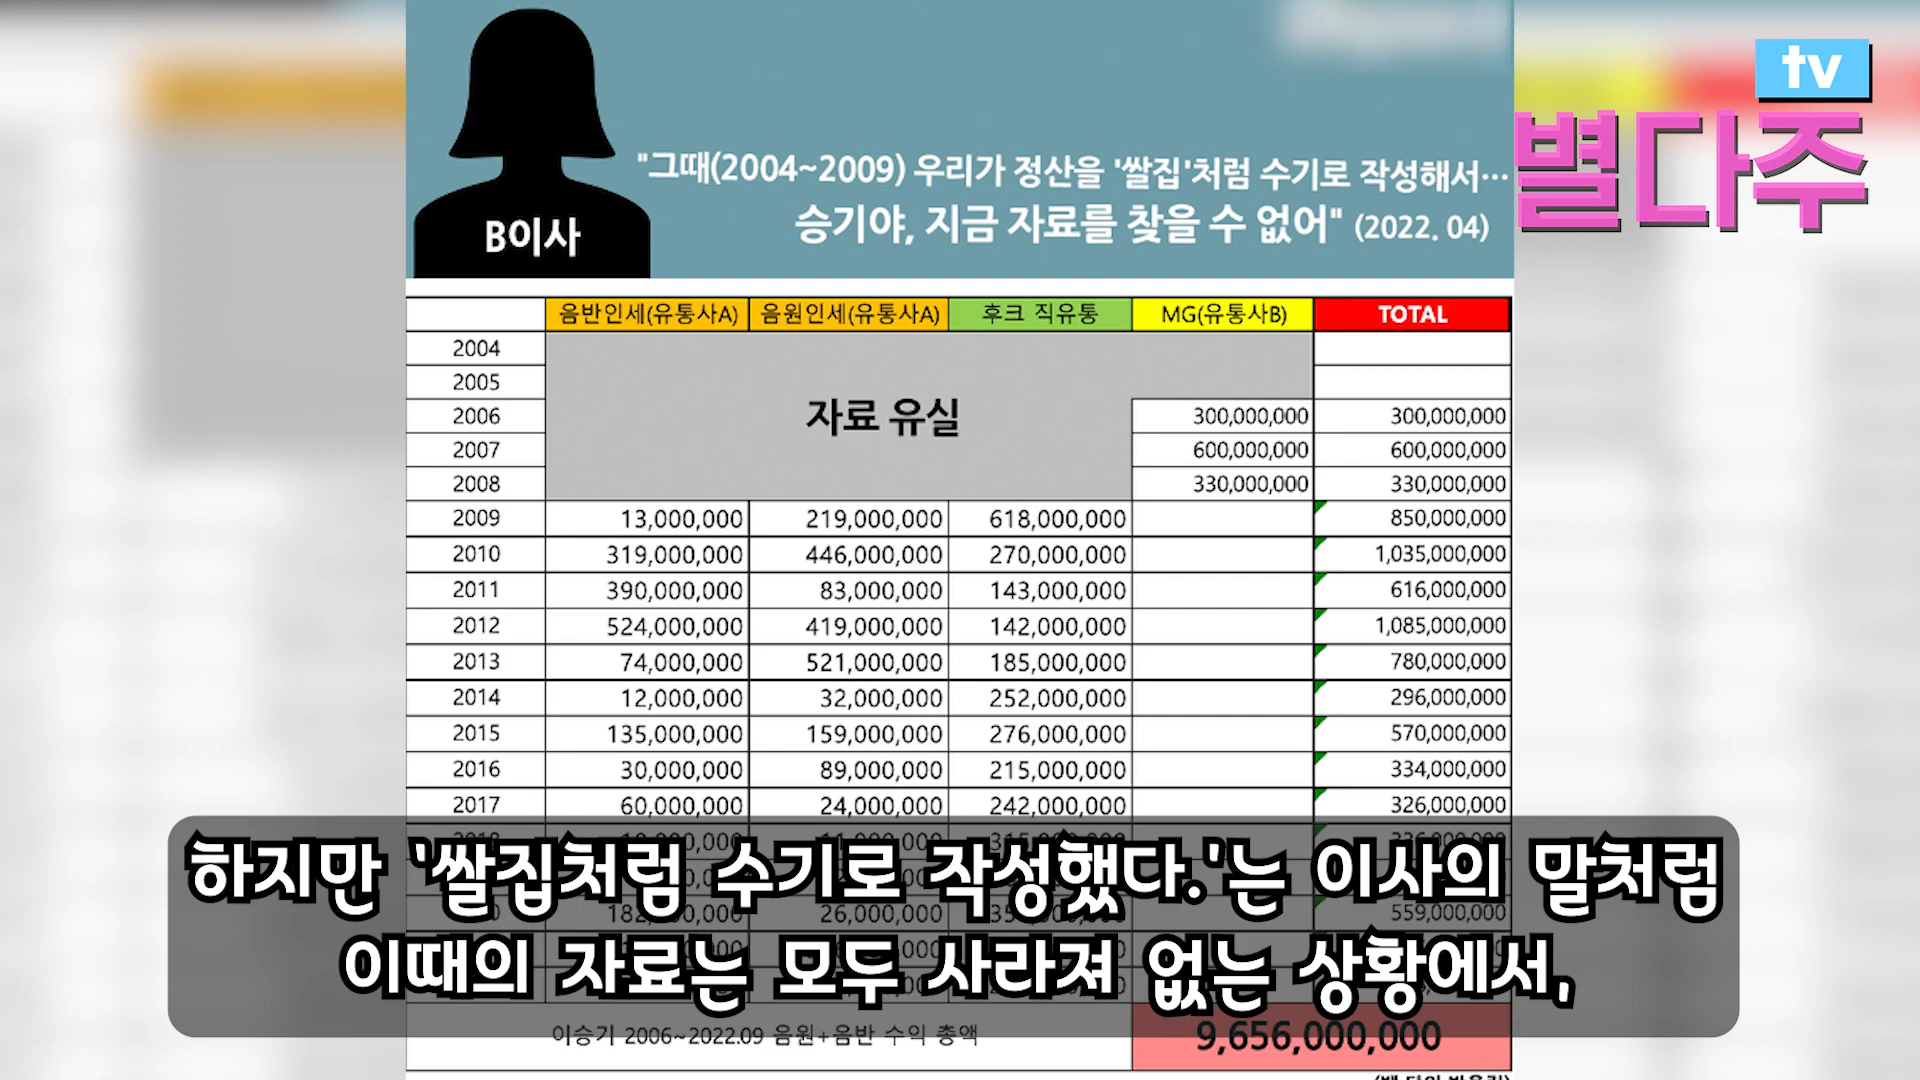 tv
별다주
"그때(2004~2009) 우리가 정산을 '쌀집'처럼 수기로 작성해서…
승기야, 지금 자료를 찾을 수 없어" (2022. 04)
B이사
음반인세(유통사A) 음원인세(유통사A) 후크 직유통 MG(유통사B) TOTAL
2004
2005
자료 유실
2006 300,000,000 300,000,000
2007 600,000,000 600,000,000
2008 330,000,000 330,000,000
2009 13,000,000 219,000,000 618,000,000 850,000,000
2010 319,000,000 446,000,000 270,000,000 1,035,000,000
2011 390,000,000 83,000,000 143,000,000 616,000,000
2012 524,000,000 419,000,000 142,000,000 1,085,000,000
2013 74,000,000 521,000,000 185,000,000 780,000,000
2014 12,000,000 32,000,000 252,000,000 296,000,000
2015 135,000,000 159,000,000 276,000,000 570,000,000
2016 30,000,000 89,000,000 215,000,000 334,000,000
2017 60,000,000 24,000,000 242,000,000 326,000,000
26,000,000 559,000,000
하지만 '쌀집처럼 수기로 작성했다.'는 이사의 말처럼
이때의 자료는 모두 사라져 없는 상황에서,
이승기 2006~2022.09 음원+음반 수익 총액 9,656,000,000